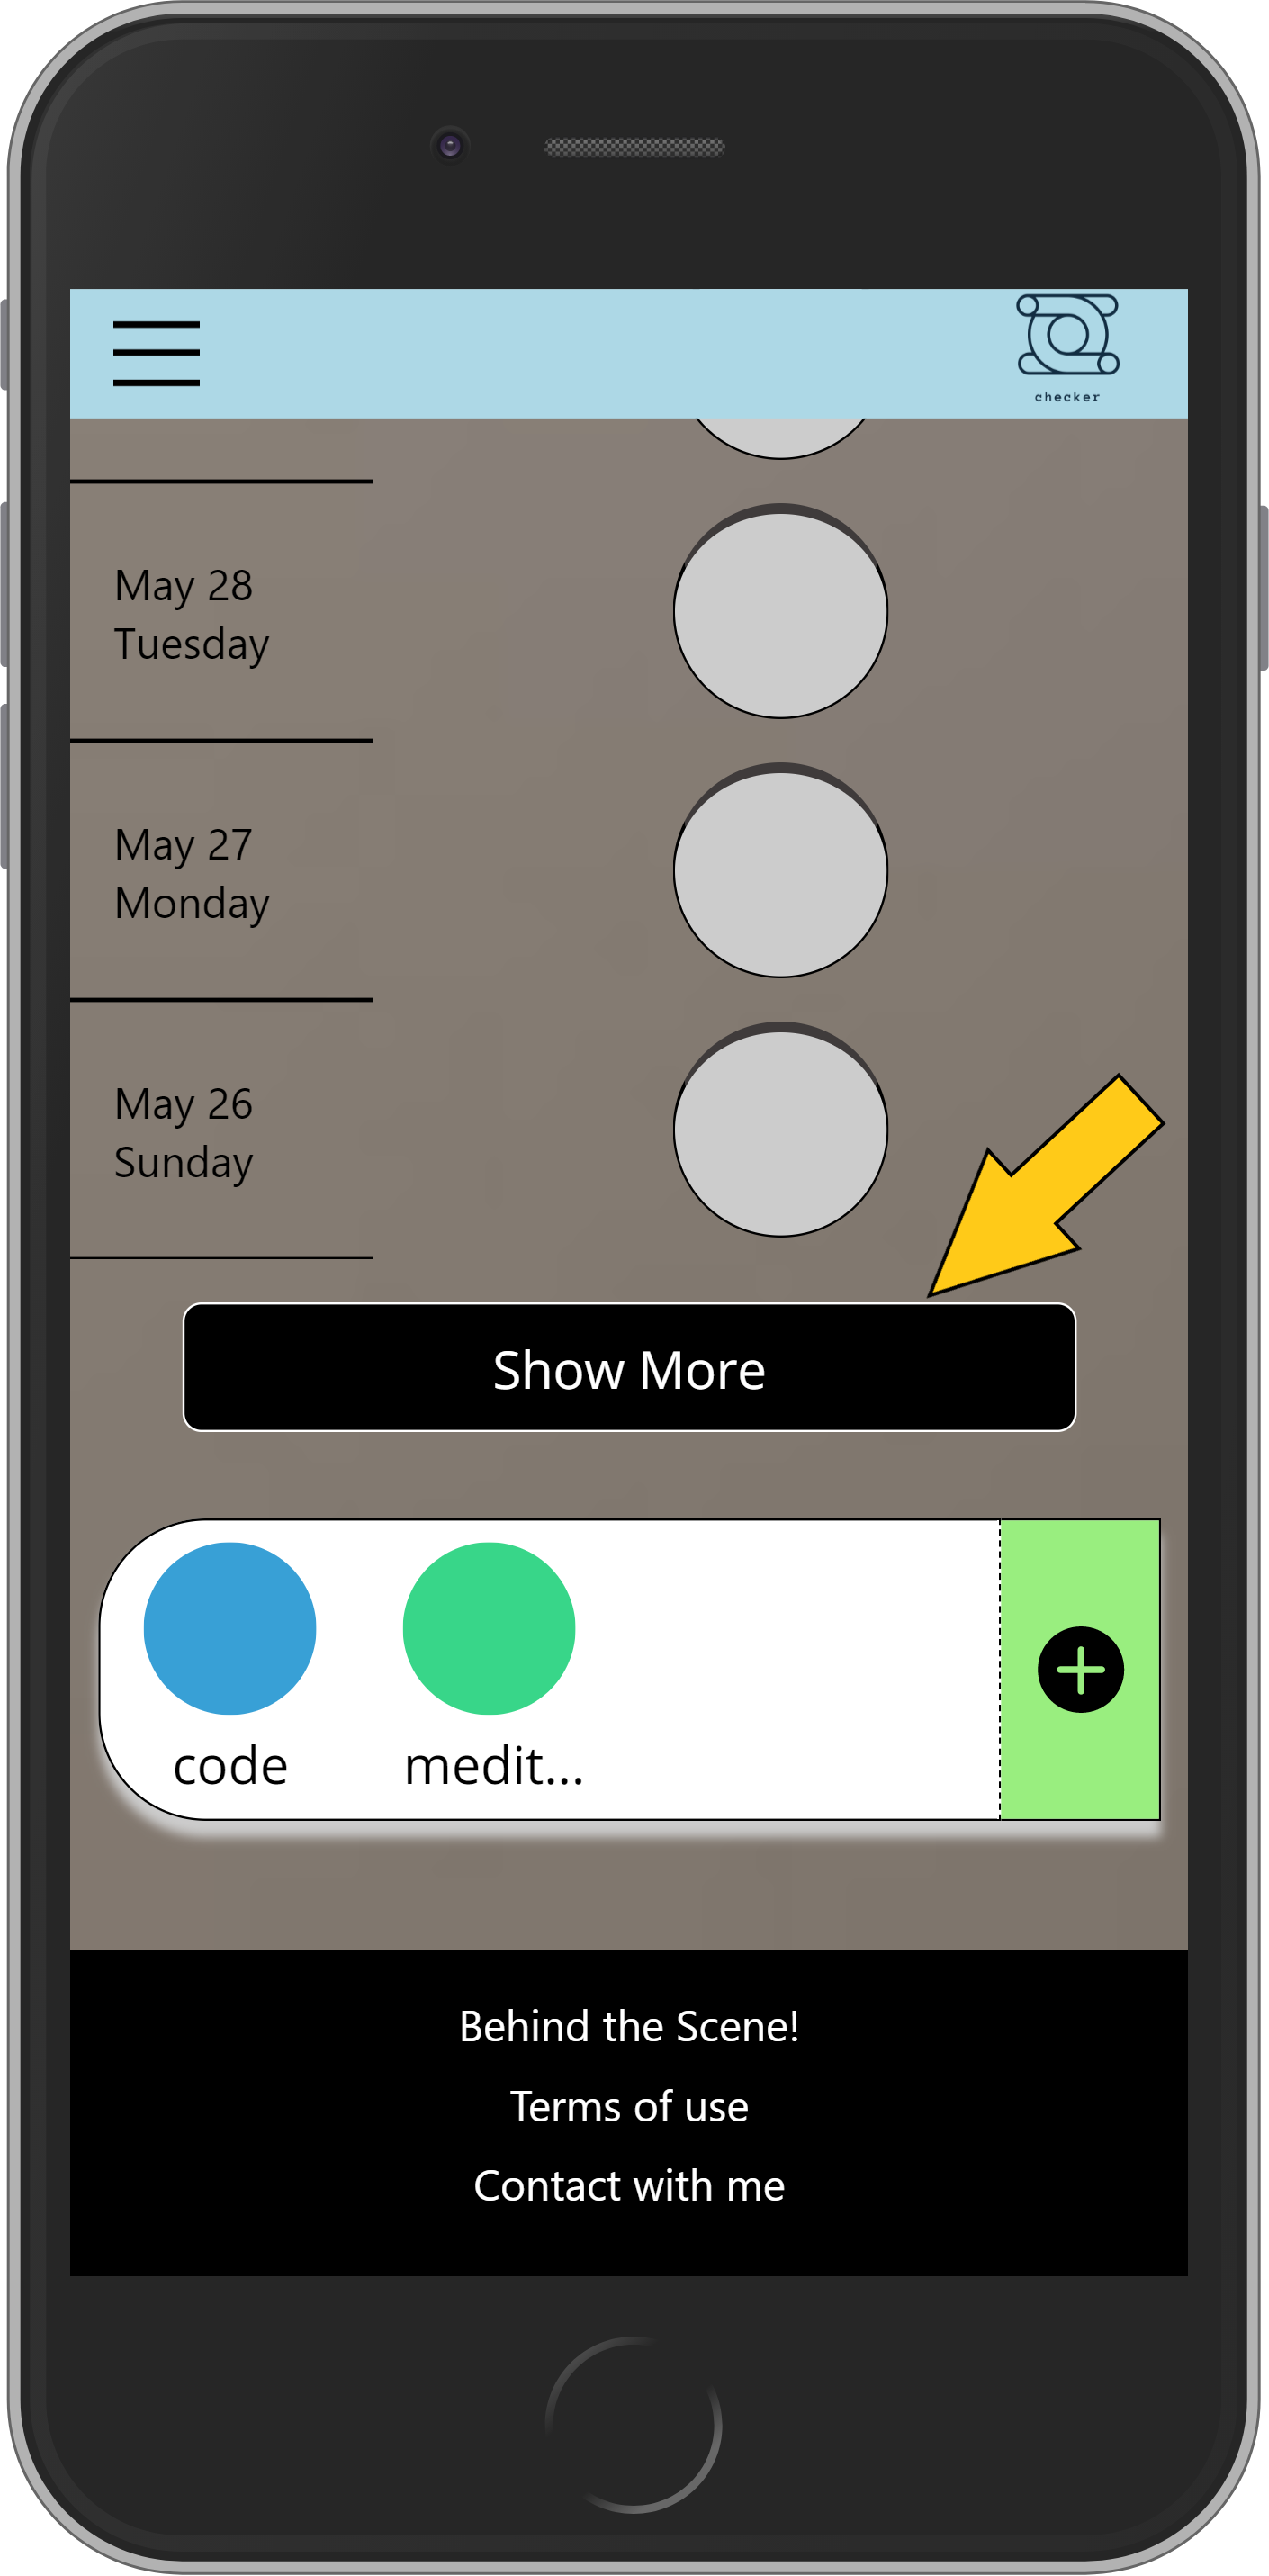 checker
May 28
Tuesday
May 27
Monday
May 26
Sunday
Show More
code
medit...
Behind the Scene!
Terms of use
Contact with me